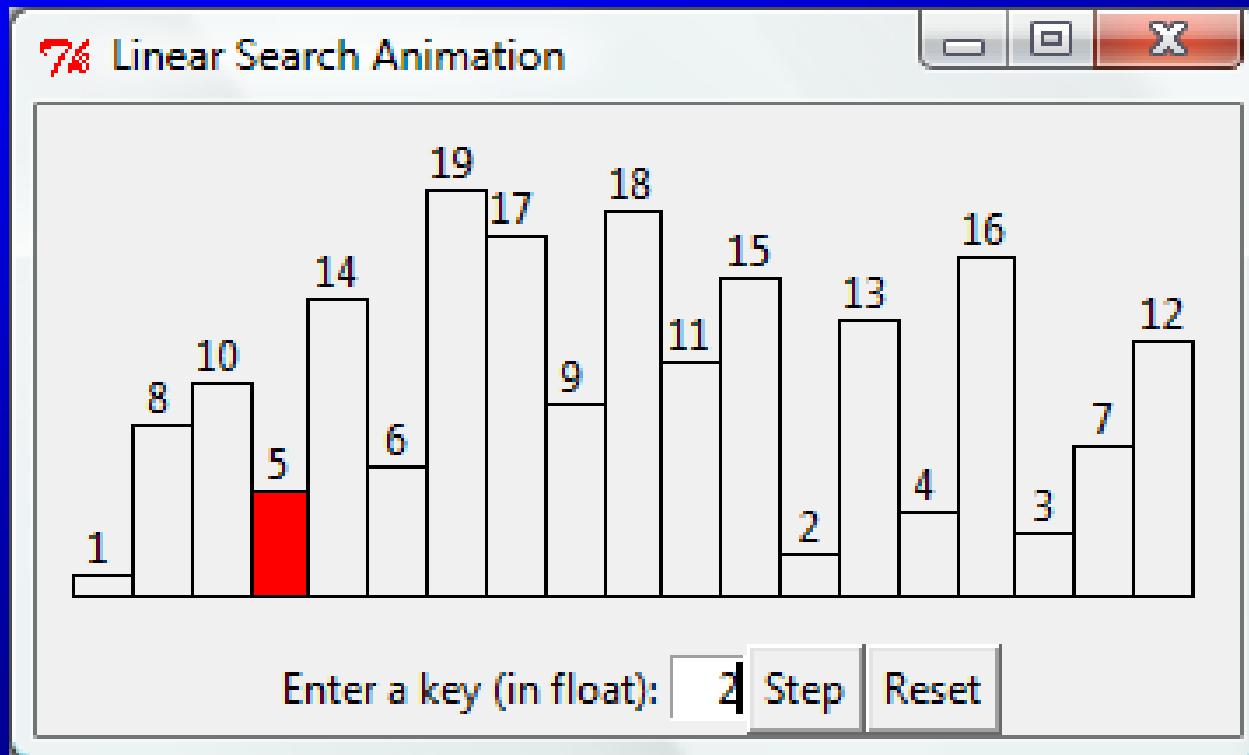 Linear Search Animation
1 8 10 5 14 6 19 17 9 18 11 15 2 13 4 16 3 7 12
Enter a key (in float): 2 Step Reset